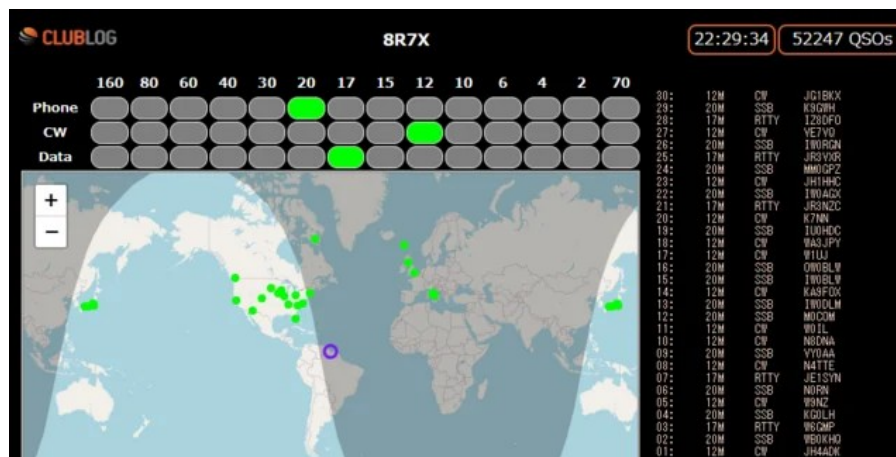 CLUBLOG
8R7X
22:29:34
52247 QSOs
160 80 60 40 30 20 17 15 12 10 6 4 2 70
Phone
CW
Data
+
−
30: 12M CW JG1BKX
29: 20M SSB K9GWH
28: 17M RTTY IZ8DFO
27: 12M CW VE7VQ
26: 20M SSB IW0RGN
25: 17M RTTY JR3VXR
24: 20M SSB MM0GPZ
23: 12M CW JH1HHC
22: 20M SSB IW0AGX
21: 17M RTTY JR3NZC
20: 12M CW K7NN
19: 20M SSB IU0HDC
18: 12M CW WA3JPY
17: 12M CW W1UJ
16: 20M SSB OW0BLW
15: 20M SSB IW0BLW
14: 12M CW KA9FOX
13: 20M SSB IW0DLM
12: 20M SSB M0COM
11: 12M CW W0IL
10: 12M CW N8DNA
09: 20M SSB VY0AA
08: 12M CW N4TTE
07: 17M RTTY JE1SYN
06: 20M SSB N0RN
05: 12M CW W9NZ
04: 20M SSB KG0LH
03: 17M RTTY W6GMP
02: 20M SSB WB0KHQ
01: 12M CW JH4ADK